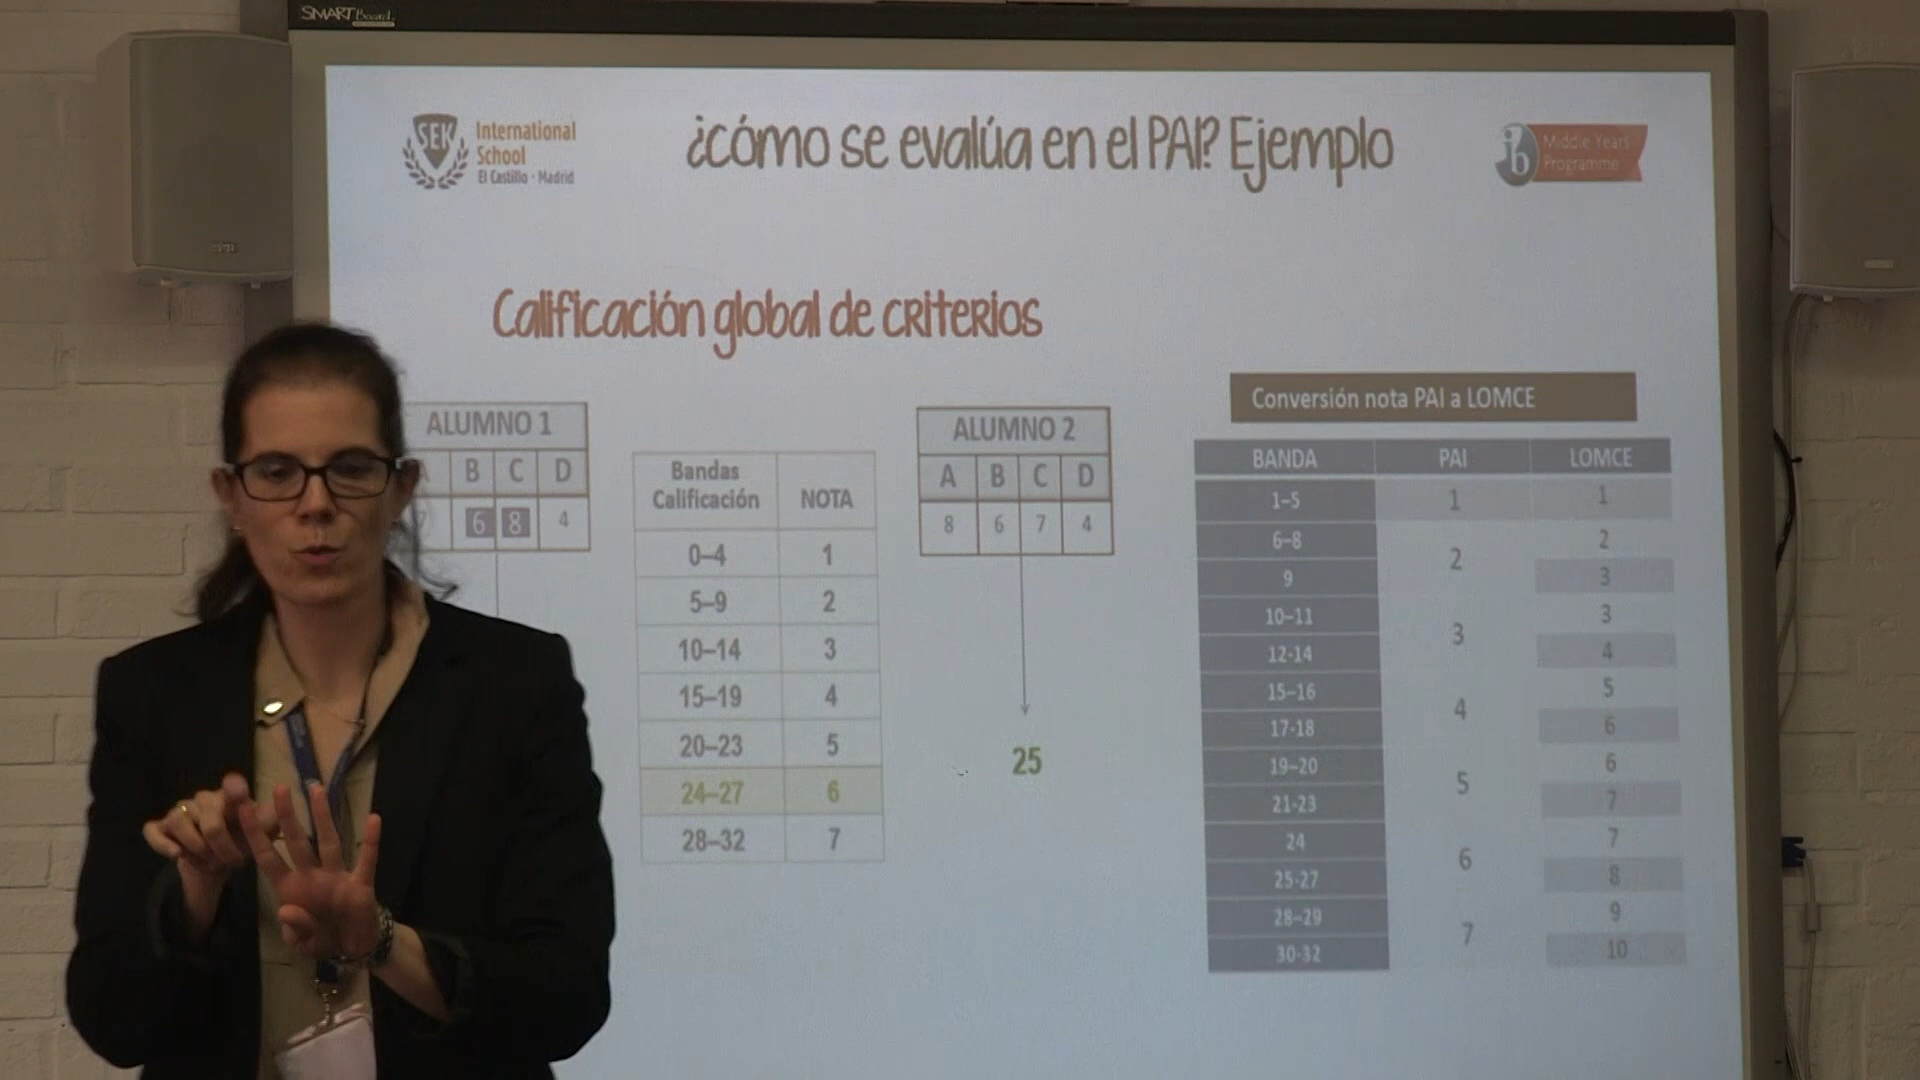 SMART Board
SEK
International
School
El Castillo · Madrid
¿cómo se evalúa en el PAI? Ejemplo
ib
Middle Years
Programme
Calificación global de criterios
ALUMNO 1
B C D
6 8 4
Bandas
Calificación NOTA
0–4 1
5–9 2
10–14 3
15–19 4
20–23 5
24–27 6
28–32 7
ALUMNO 2
A B C D
8 6 7 4
25
Conversión nota PAI a LOMCE
BANDA PAI LOMCE
1–5 1 1
6–8 2 2
9 3
10–11 3 3
12-14 4
15–16 4 5
17-18 6
19–20 5 6
21-23 7
24 6 7
25-27 8
28–29 7 9
30-32 10